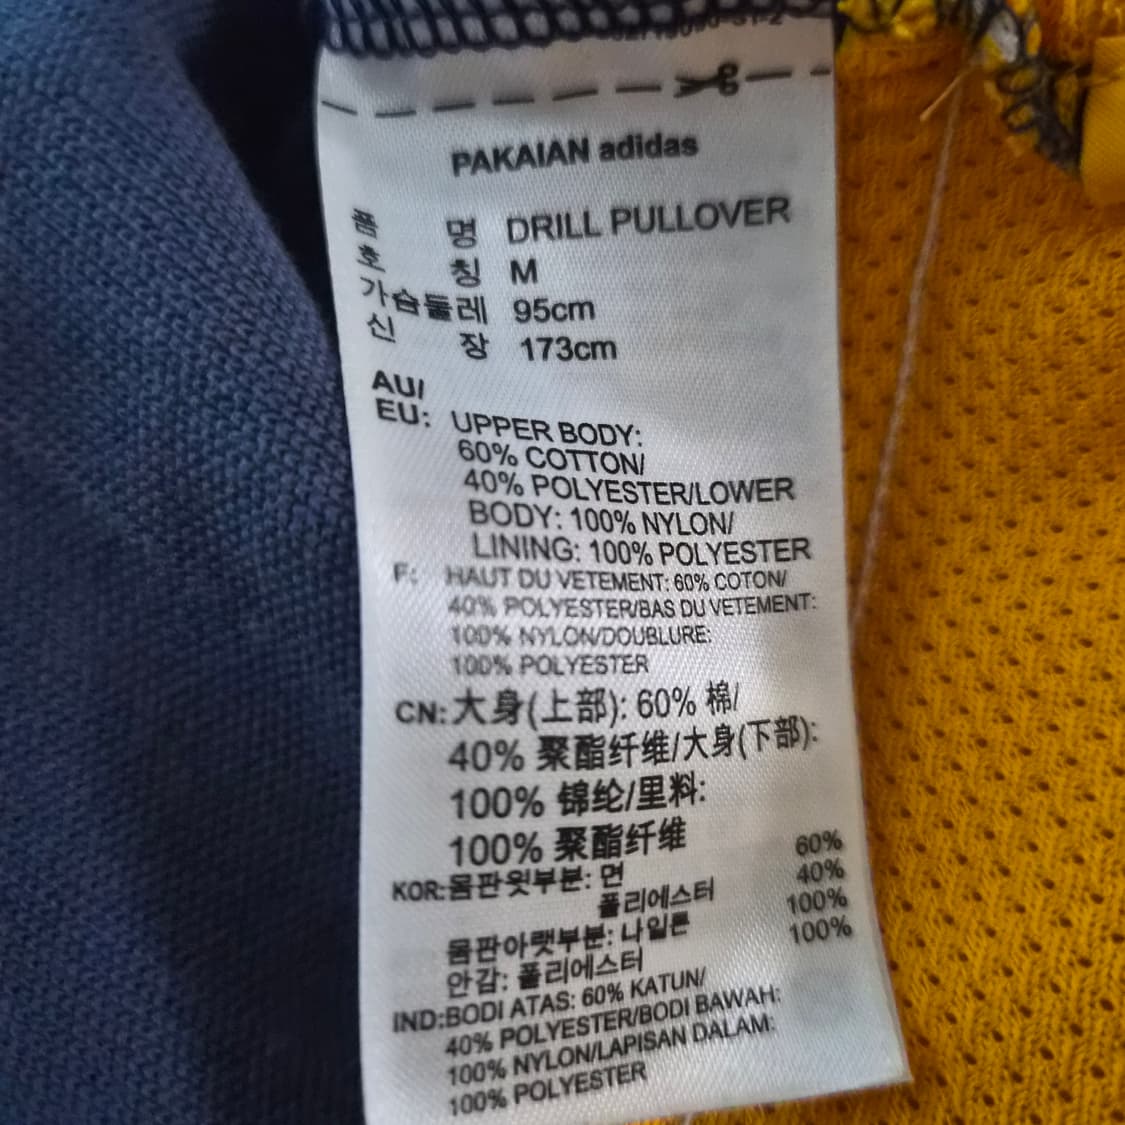 PAKAIAN adidas
품 명 DRILL PULLOVER
호 칭 M
가슴둘레 95cm
신 장 173cm
AU/
EU: UPPER BODY:
60% COTTON/
40% POLYESTER/LOWER
BODY: 100% NYLON/
LINING: 100% POLYESTER
F: HAUT DU VETEMENT: 60% COTON/
40% POLYESTER/BAS DU VETEMENT:
100% NYLON/DOUBLURE:
100% POLYESTER
CN: 大身(上部): 60% 棉/
40% 聚酯纤维/大身(下部):
100% 锦纶/里料:
100% 聚酯纤维
KOR: 몸판윗부분: 면 60%
폴리에스터 40%
몸판아랫부분: 나일론 100%
안감: 폴리에스터 100%
IND: BODI ATAS: 60% KATUN/
40% POLYESTER/BODI BAWAH:
100% NYLON/LAPISAN DALAM:
100% POLYESTER